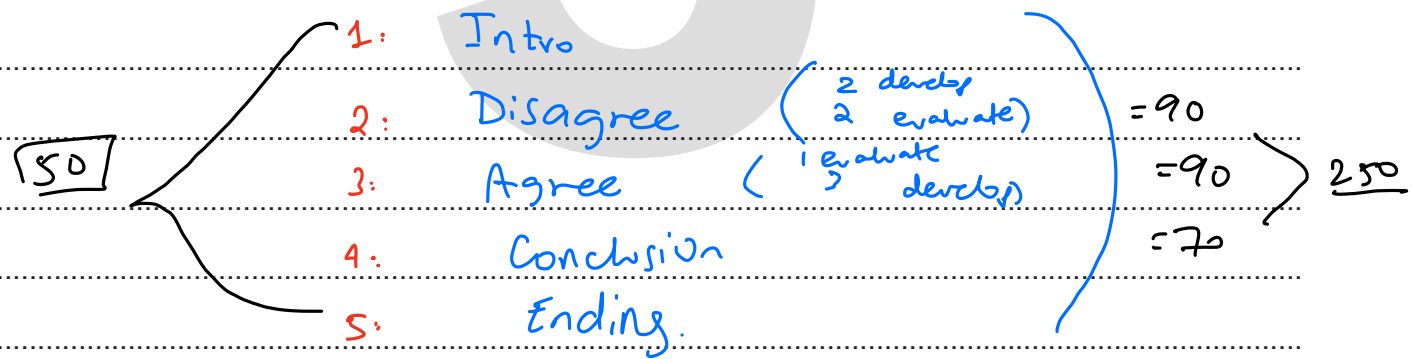 50
1: Intro
2: Disagree ( 2 develop
2 evaluate)
3: Agree ( 1 evaluate
3 develop)
4: Conclusion
5: Ending.
=90
=90
=70
250